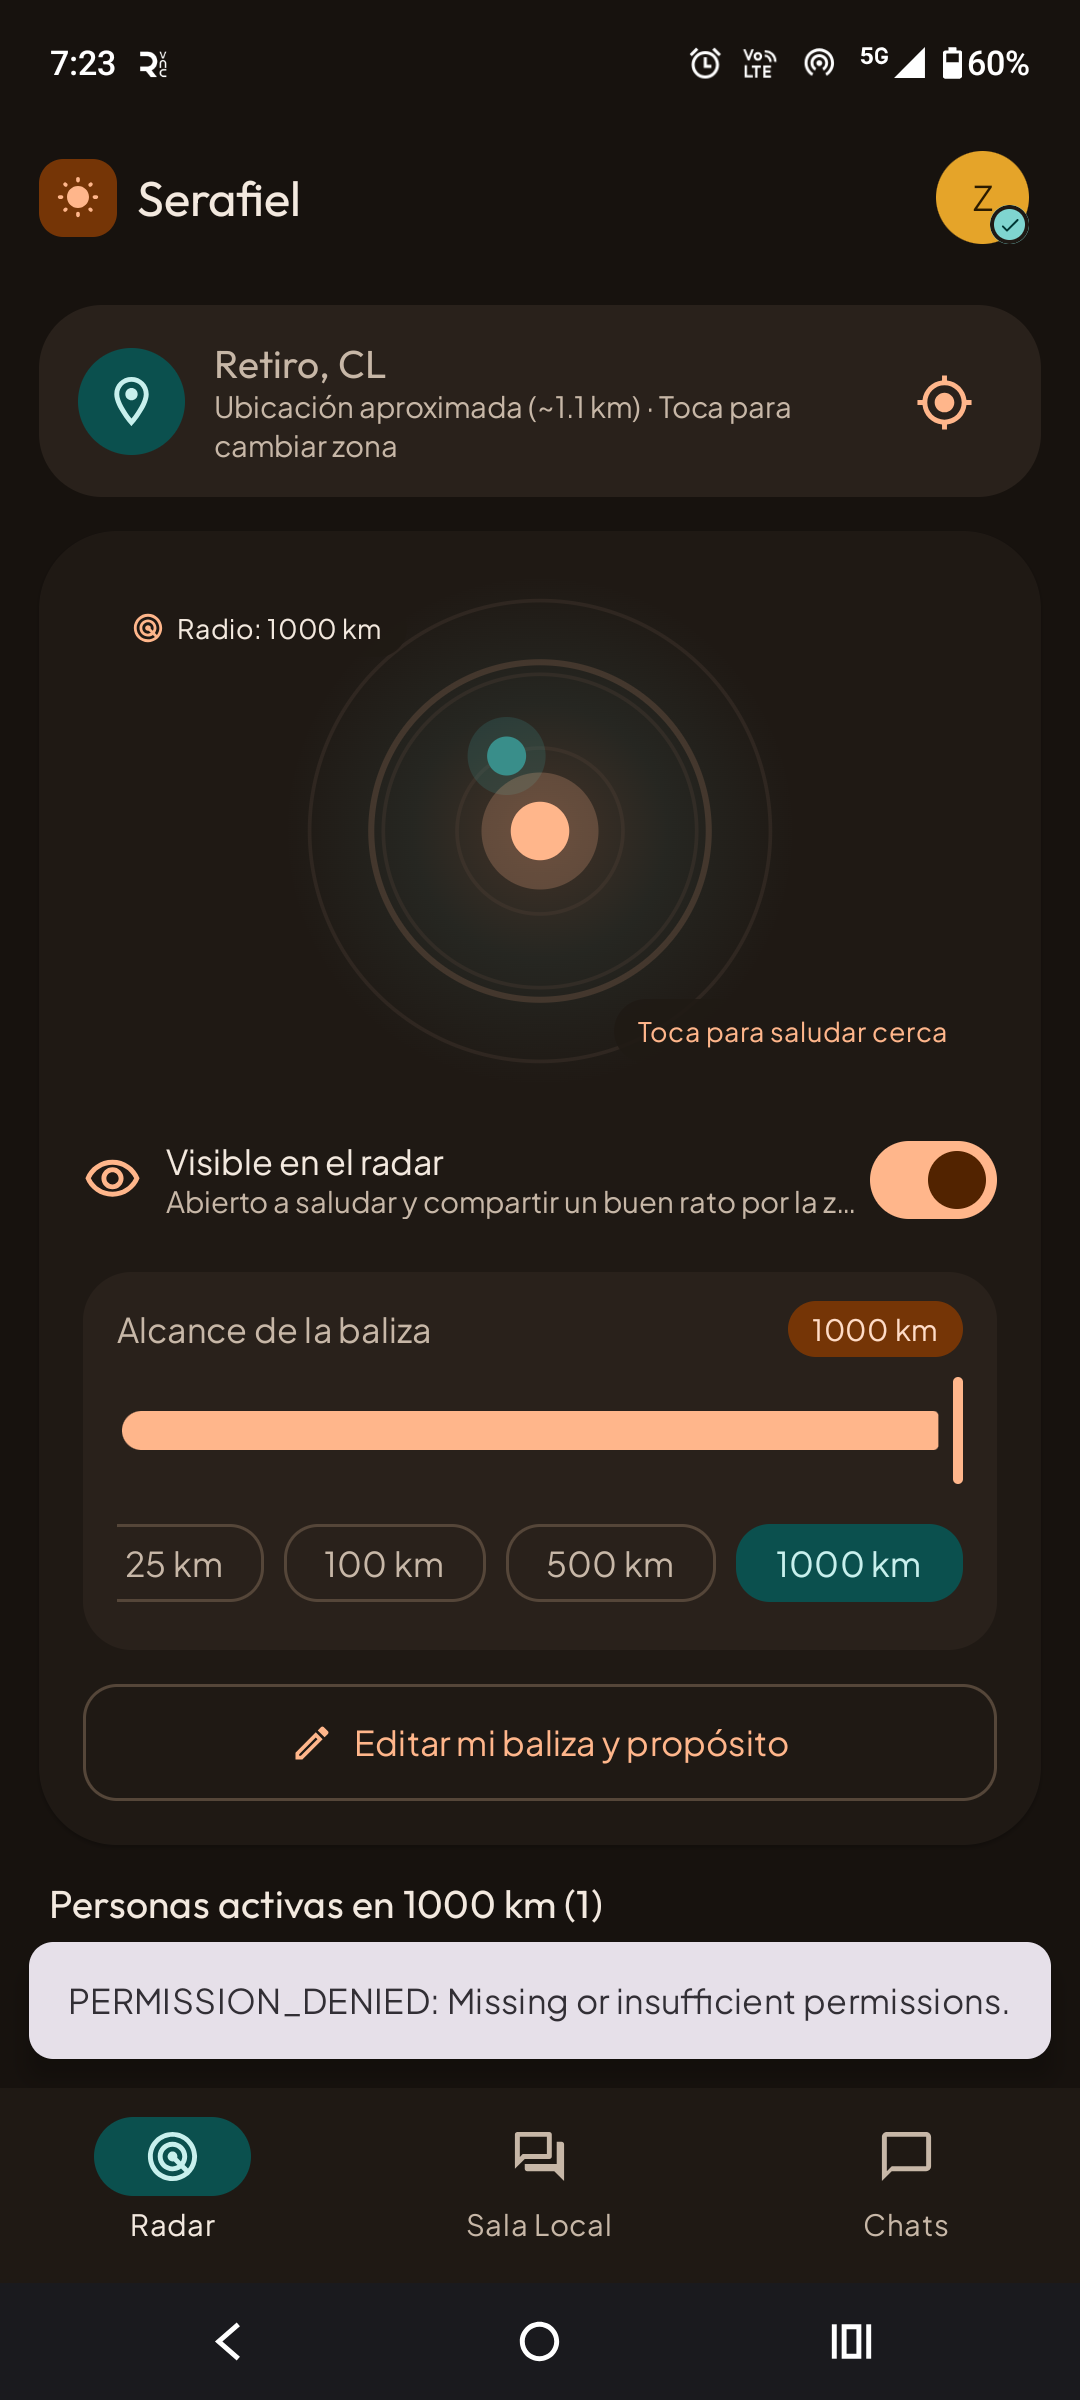 7:23
5G
60%
Serafiel
Z
Retiro, CL
Ubicación aproximada (~1.1 km) · Toca para
cambiar zona
Radio: 1000 km
Toca para saludar cerca
Visible en el radar
Abierto a saludar y compartir un buen rato por la z...
Alcance de la baliza
1000 km
25 km
100 km
500 km
1000 km
Editar mi baliza y propósito
Personas activas en 1000 km (1)
PERMISSION_DENIED: Missing or insufficient permissions.
Radar
Sala Local
Chats